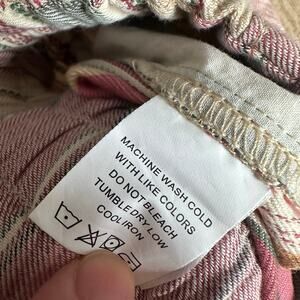 MACHINE WASH COLD
WITH LIKE COLORS
DO NOT BLEACH
TUMBLE DRY LOW
COOL IRON